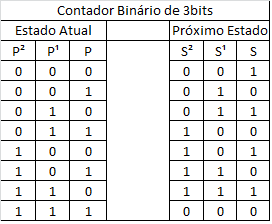 Contador Binário de 3bits
Estado Atual Próximo Estado
P² P¹ P S² S¹ S
0 0 0 0 0 1
0 0 1 0 1 0
0 1 0 0 1 1
0 1 1 1 0 0
1 0 0 1 0 1
1 0 1 1 1 0
1 1 0 1 1 1
1 1 1 0 0 0